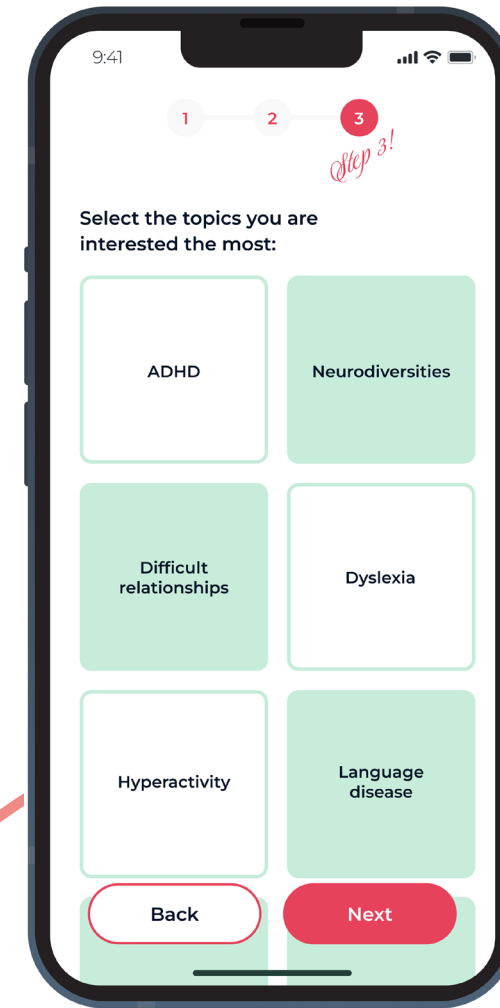 9:41
1 2 3
Step 3!
Select the topics you are
interested the most:
ADHD
Neurodiversities
Difficult
relationships
Dyslexia
Hyperactivity
Language
disease
Back
Next